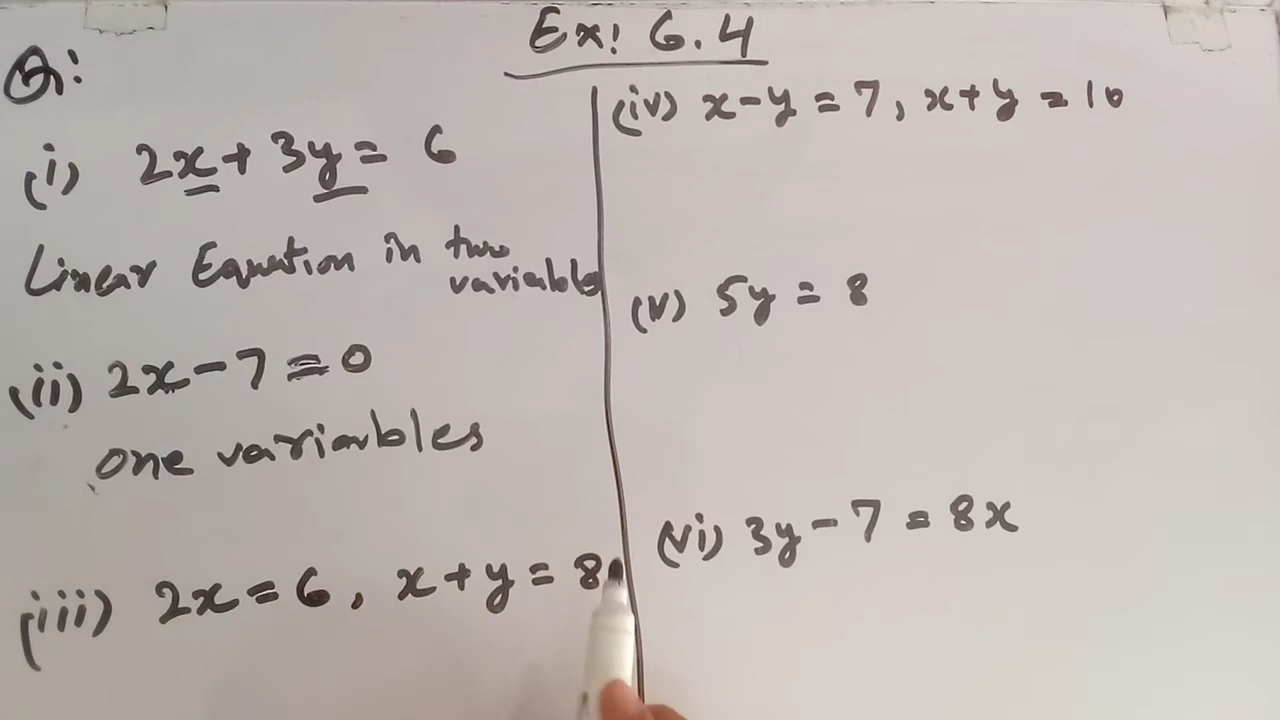 Ex: 6.4
Q:
(i) 2x + 3y = 6
Linear Equation in two
variables
(ii) 2x - 7 = 0
one variables
(iii) 2x = 6, x + y = 8
(iv) x - y = 7, x + y = 10
(v) 5y = 8
(vi) 3y - 7 = 8x